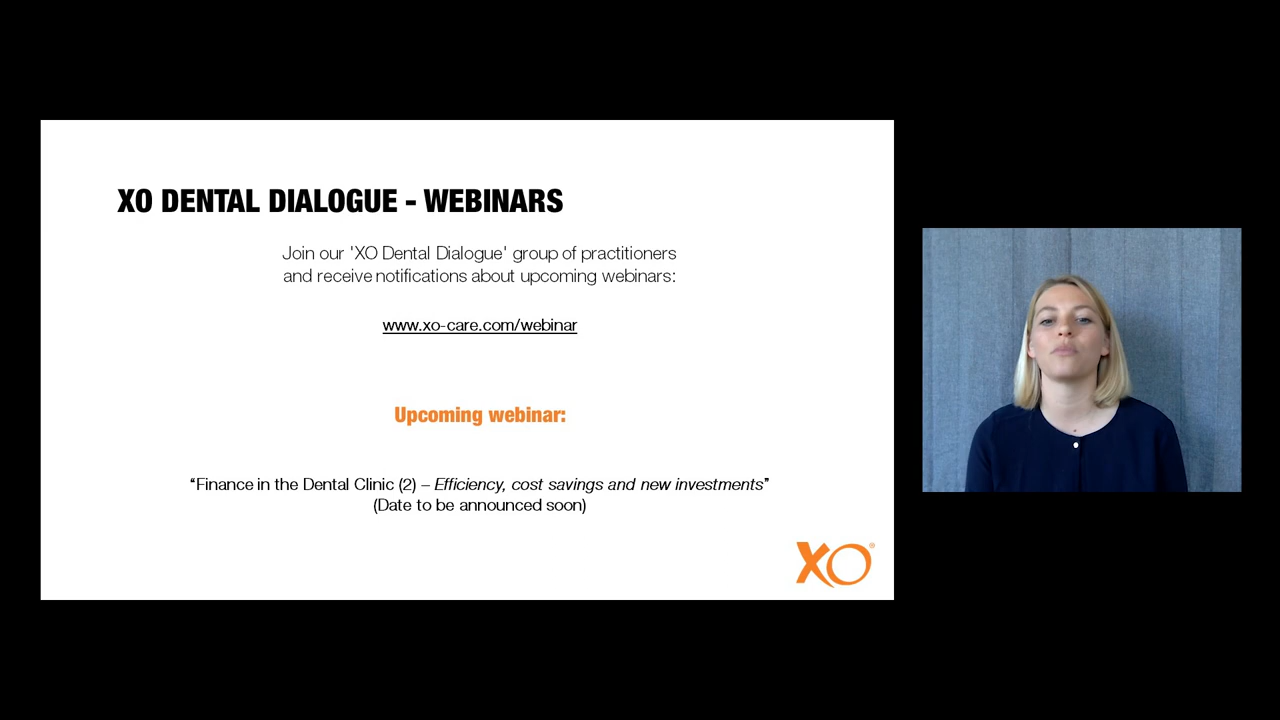 XO DENTAL DIALOGUE - WEBINARS
Join our 'XO Dental Dialogue' group of practitioners
and receive notifications about upcoming webinars:
www.xo-care.com/webinar
Upcoming webinar:
“Finance in the Dental Clinic (2) – Efficiency, cost savings and new investments”
(Date to be announced soon)
XO®